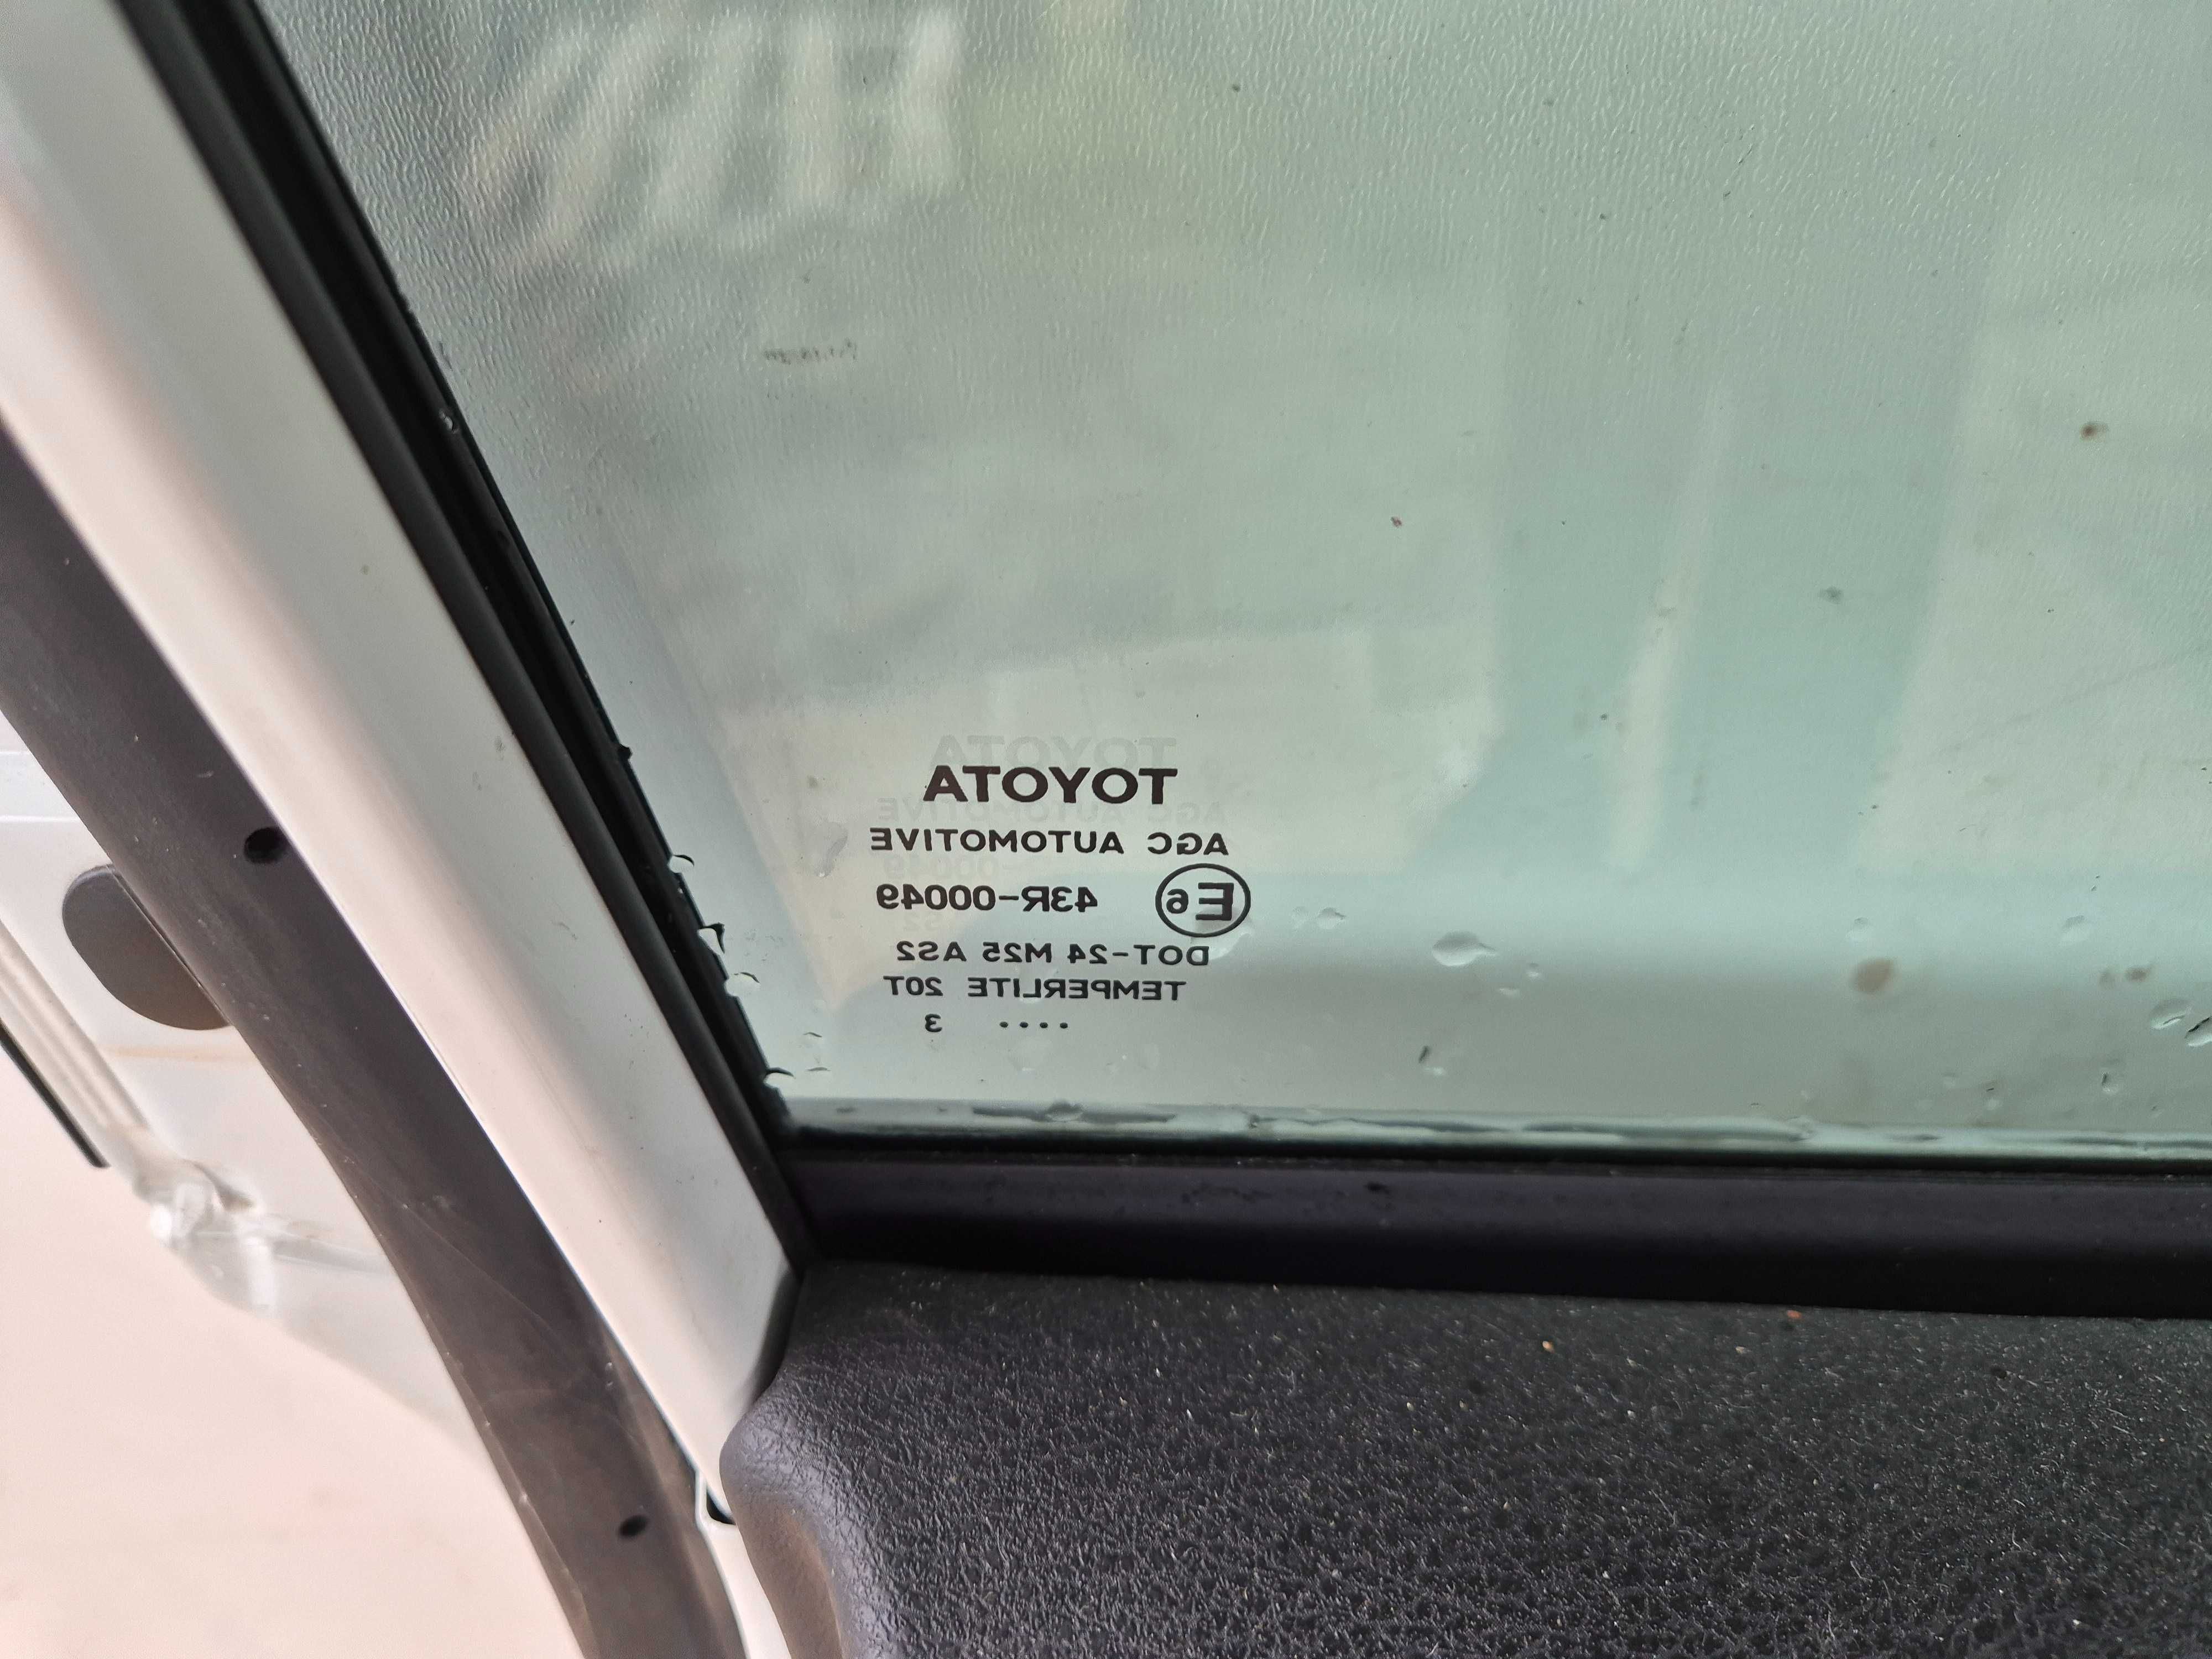 TOYOTA
AGC AUTOMOTIVE
E6 43R-00049
DOT-24 M25 AS2
TEMPERLITE 20T
.... 3